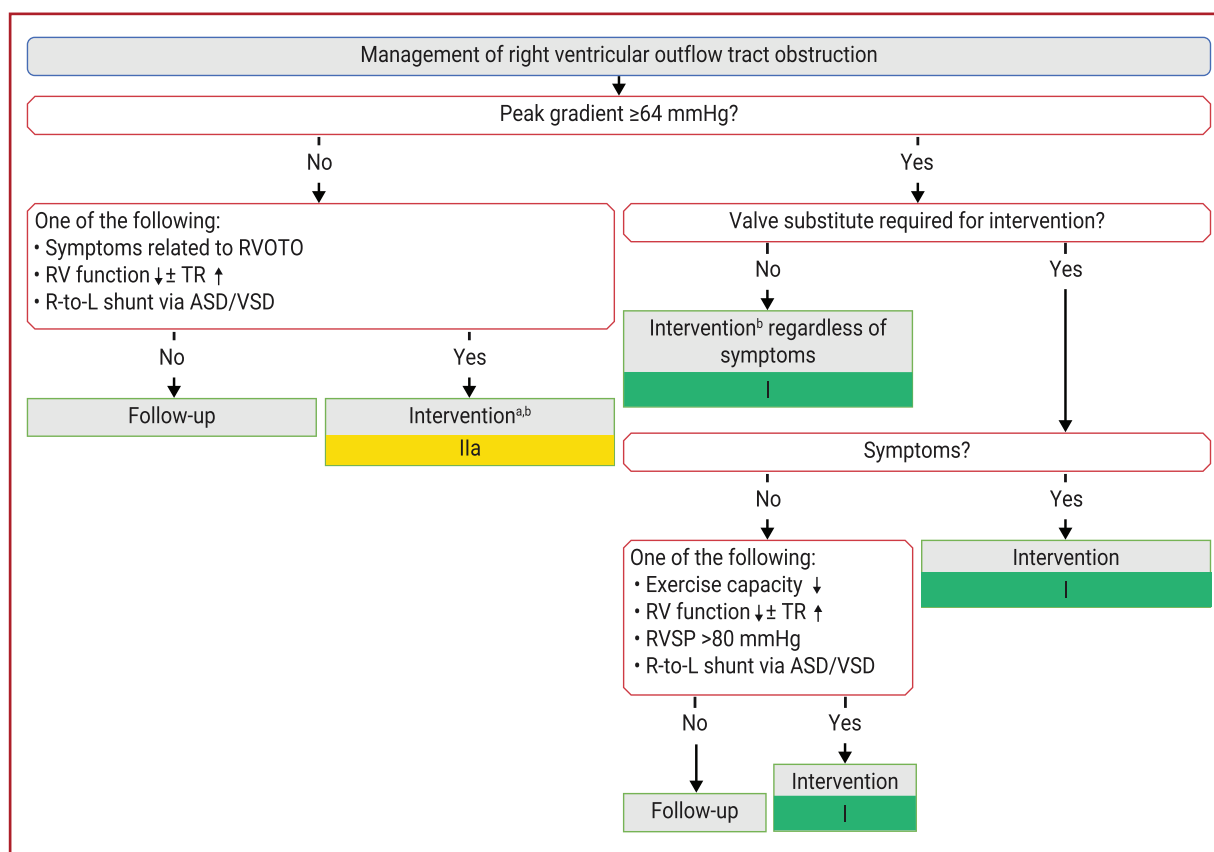 Management of right ventricular outflow tract obstruction
Peak gradient ≥64 mmHg?
No
Yes
One of the following:
• Symptoms related to RVOTO
• RV function ↓± TR ↑
• R-to-L shunt via ASD/VSD
Valve substitute required for intervention?
No
Yes
Interventionᵇ regardless of
symptoms
I
No
Yes
Follow-up
Interventionᵃ,ᵇ
IIa
Symptoms?
No
Yes
One of the following:
• Exercise capacity ↓
• RV function ↓± TR ↑
• RVSP >80 mmHg
• R-to-L shunt via ASD/VSD
Intervention
I
No
Yes
Follow-up
Intervention
I